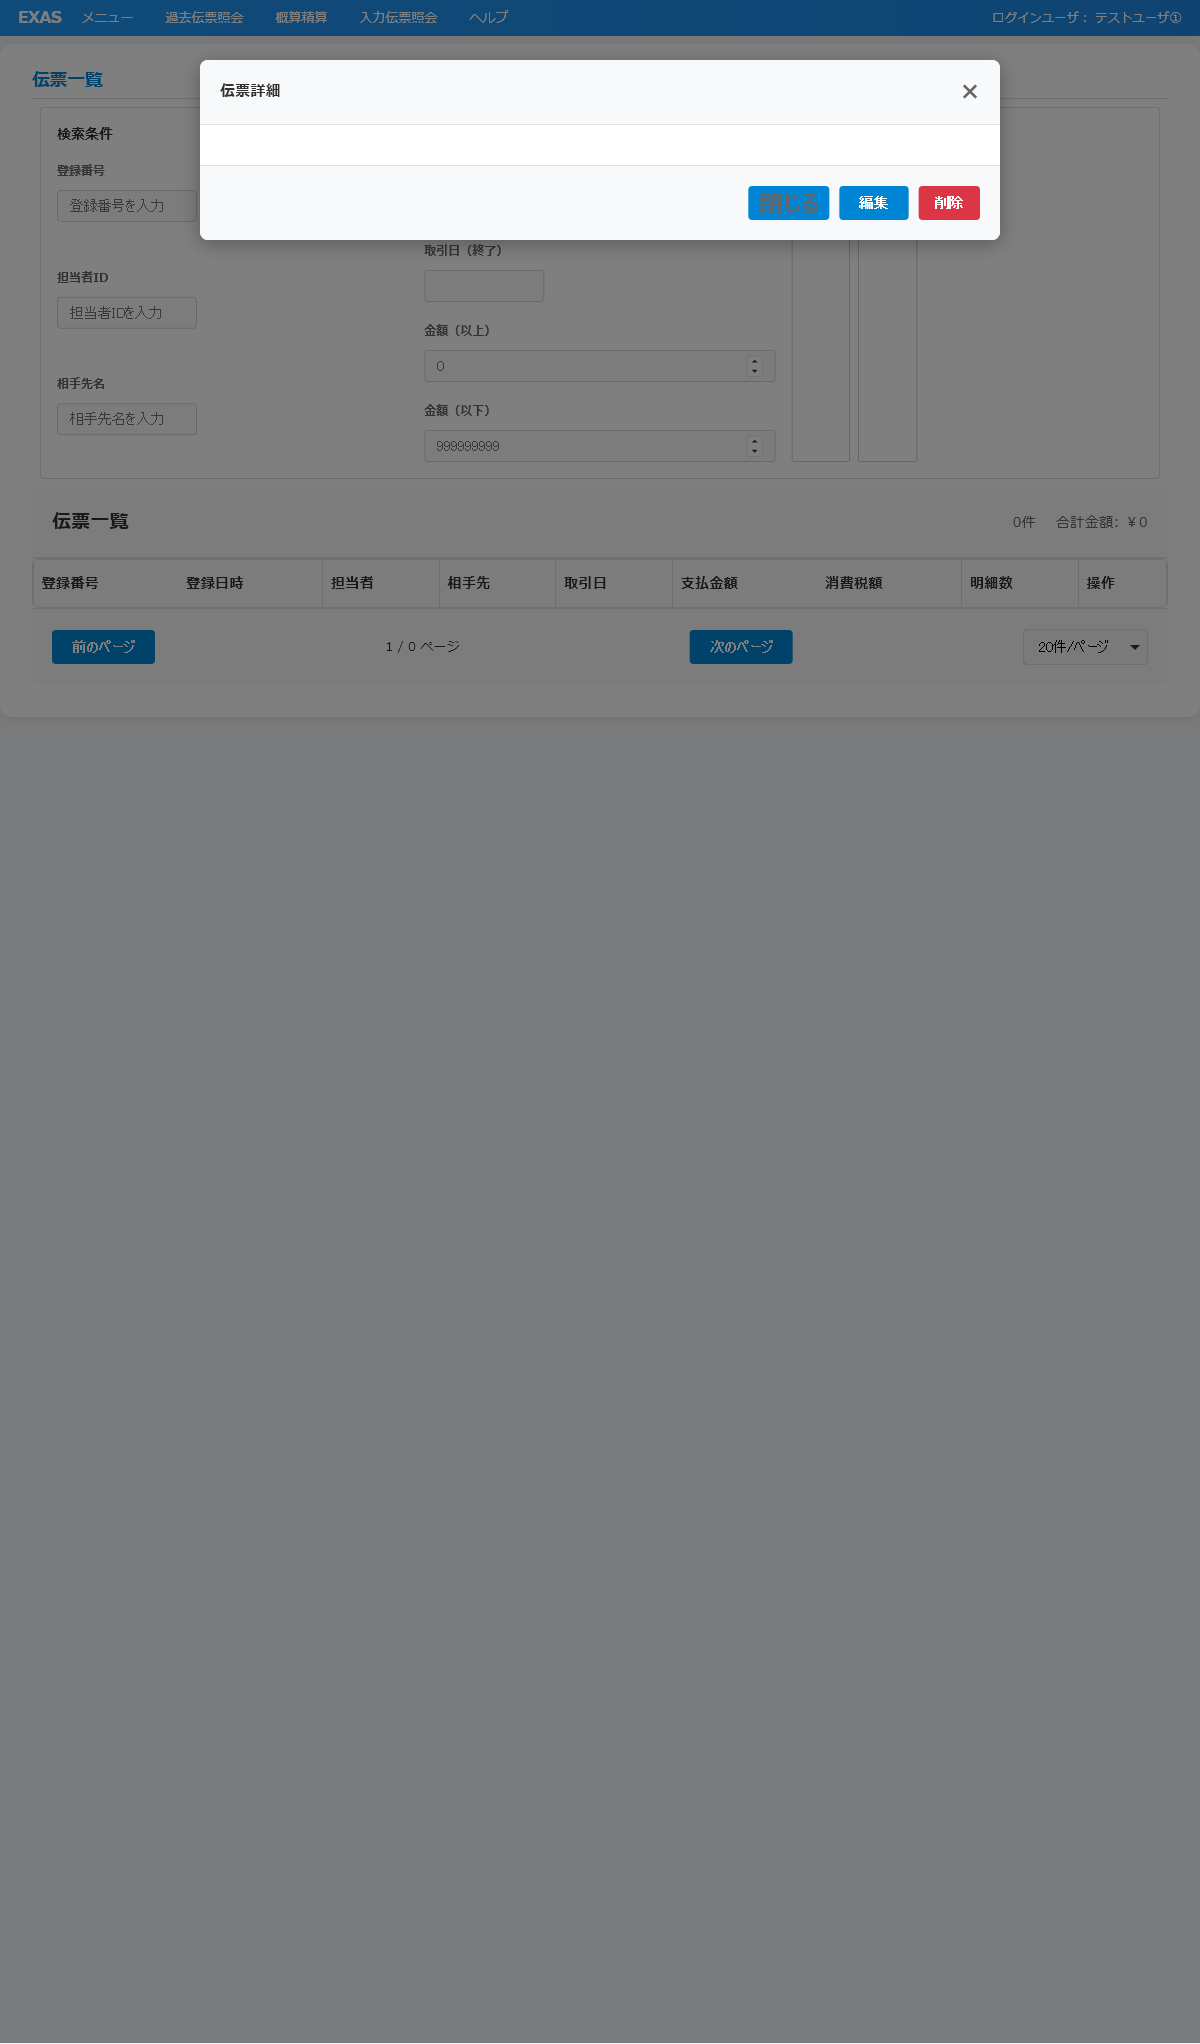 EXAS メニュー 過去伝票照会 概算精算 入力伝票照会 ヘルプ ログインユーザ： テストユーザ①
伝票一覧
伝票詳細 ×
検索条件
登録番号
登録番号を入力
閉じる 編集 削除
取引日（終了）
担当者ID
担当者IDを入力
金額（以上）
0
相手先名
相手先名を入力
金額（以下）
999999999
伝票一覧 0件 合計金額: ¥0
登録番号 登録日時 担当者 相手先 取引日 支払金額 消費税額 明細数 操作
前のページ 1 / 0 ページ 次のページ 20件/ページ